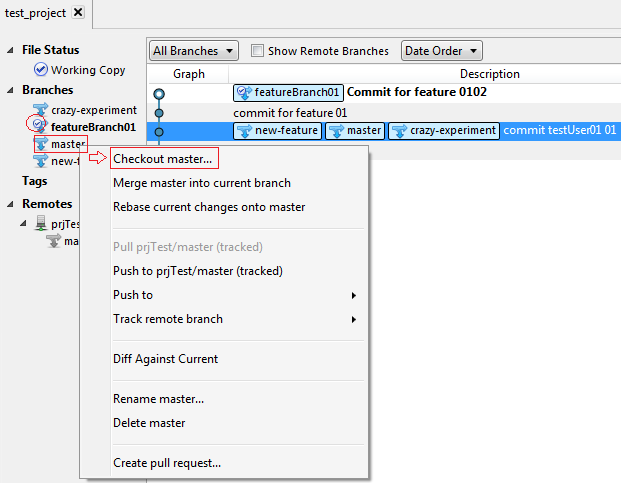 test_project
File Status
Working Copy
Branches
crazy-experiment
featureBranch01
master
new-f
Tags
Remotes
prjTes
ma
All Branches
Show Remote Branches
Date Order
Graph
Description
featureBranch01 Commit for feature 0102
commit for feature 01
new-feature master crazy-experiment commit testUser01 01
Checkout master...
Merge master into current branch
Rebase current changes onto master
Pull prjTest/master (tracked)
Push to prjTest/master (tracked)
Push to
Track remote branch
Diff Against Current
Rename master...
Delete master
Create pull request...